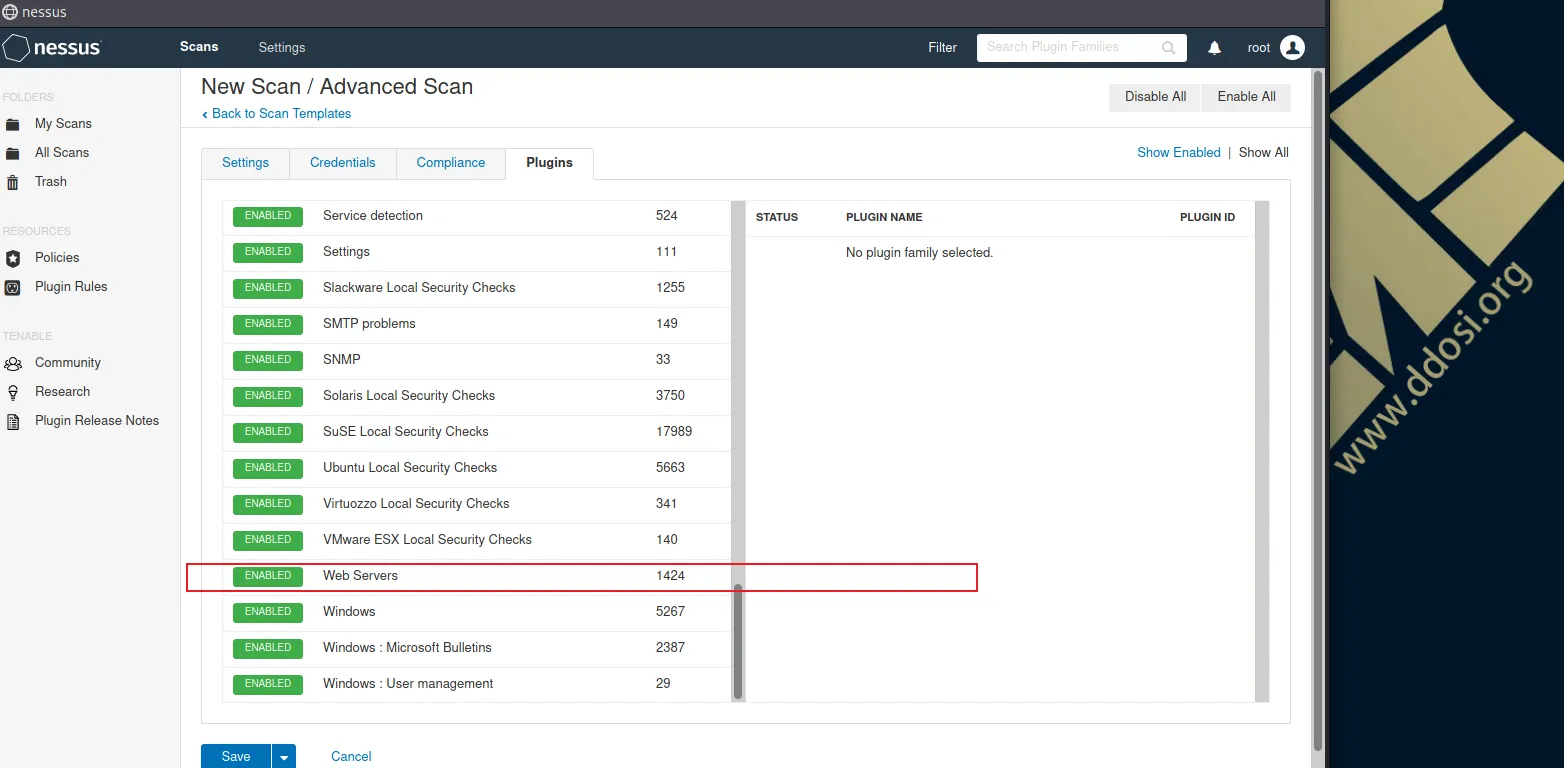 nessus
nessus
Scans
Settings
Filter
Search Plugin Families
root
FOLDERS
My Scans
All Scans
Trash
RESOURCES
Policies
Plugin Rules
TENABLE
Community
Research
Plugin Release Notes
New Scan / Advanced Scan
‹ Back to Scan Templates
Disable All
Enable All
Settings
Credentials
Compliance
Plugins
Show Enabled | Show All
ENABLED Service detection 524
ENABLED Settings 111
ENABLED Slackware Local Security Checks 1255
ENABLED SMTP problems 149
ENABLED SNMP 33
ENABLED Solaris Local Security Checks 3750
ENABLED SuSE Local Security Checks 17989
ENABLED Ubuntu Local Security Checks 5663
ENABLED Virtuozzo Local Security Checks 341
ENABLED VMware ESX Local Security Checks 140
ENABLED Web Servers 1424
ENABLED Windows 5267
ENABLED Windows : Microsoft Bulletins 2387
ENABLED Windows : User management 29
STATUS PLUGIN NAME PLUGIN ID
No plugin family selected.
Save
Cancel
www.ddosi.org